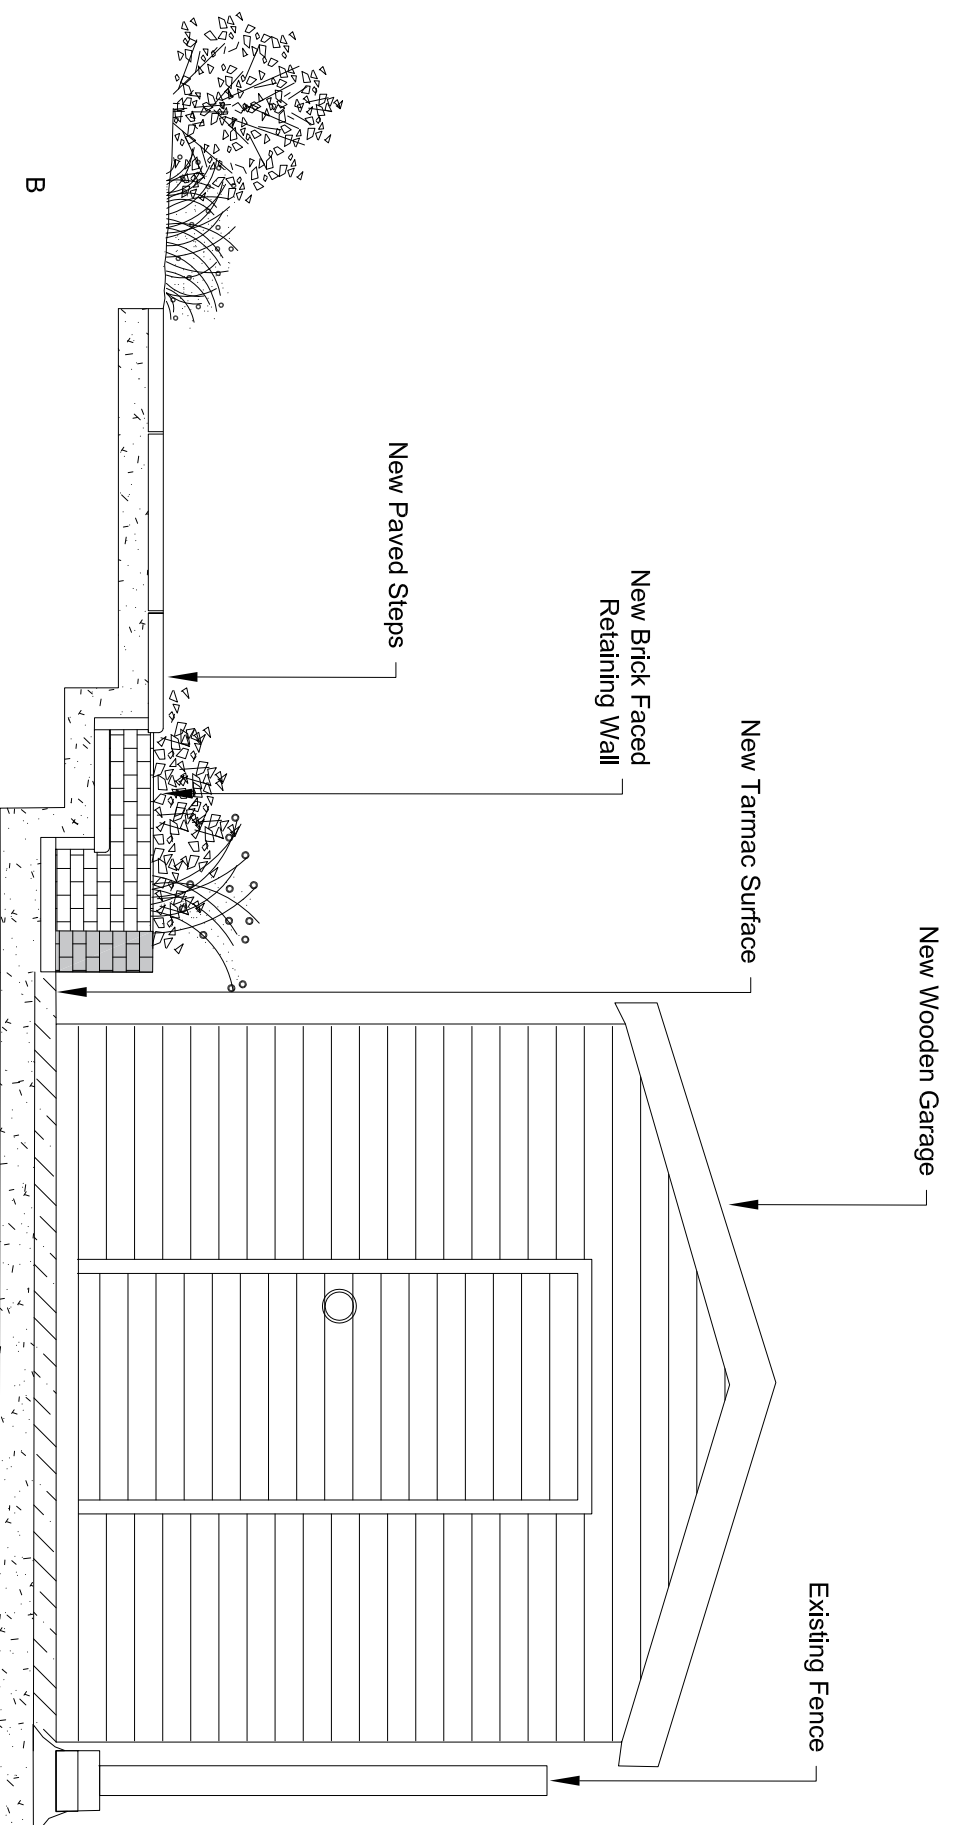 New Wooden Garage
Existing Fence
New Tarmac Surface
New Brick Faced
Retaining Wall
New Paved Steps
B